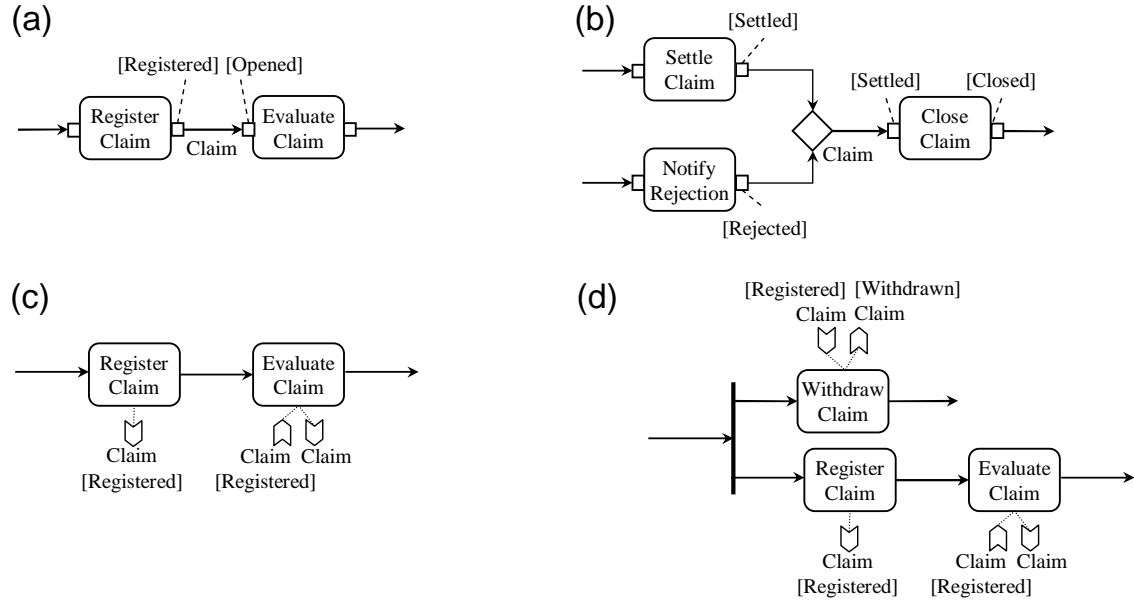 (a)
[Registered] [Opened]
Register
Claim
Claim
Evaluate
Claim
(b)
[Settled]
Settle
Claim
[Settled]
[Closed]
Close
Claim
Claim
Notify
Rejection
[Rejected]
(c)
Register
Claim
Evaluate
Claim
Claim
[Registered]
Claim
Claim
[Registered]
(d)
[Registered]
[Withdrawn]
Claim
Claim
Withdraw
Claim
Register
Claim
Evaluate
Claim
Claim
[Registered]
Claim
Claim
[Registered]